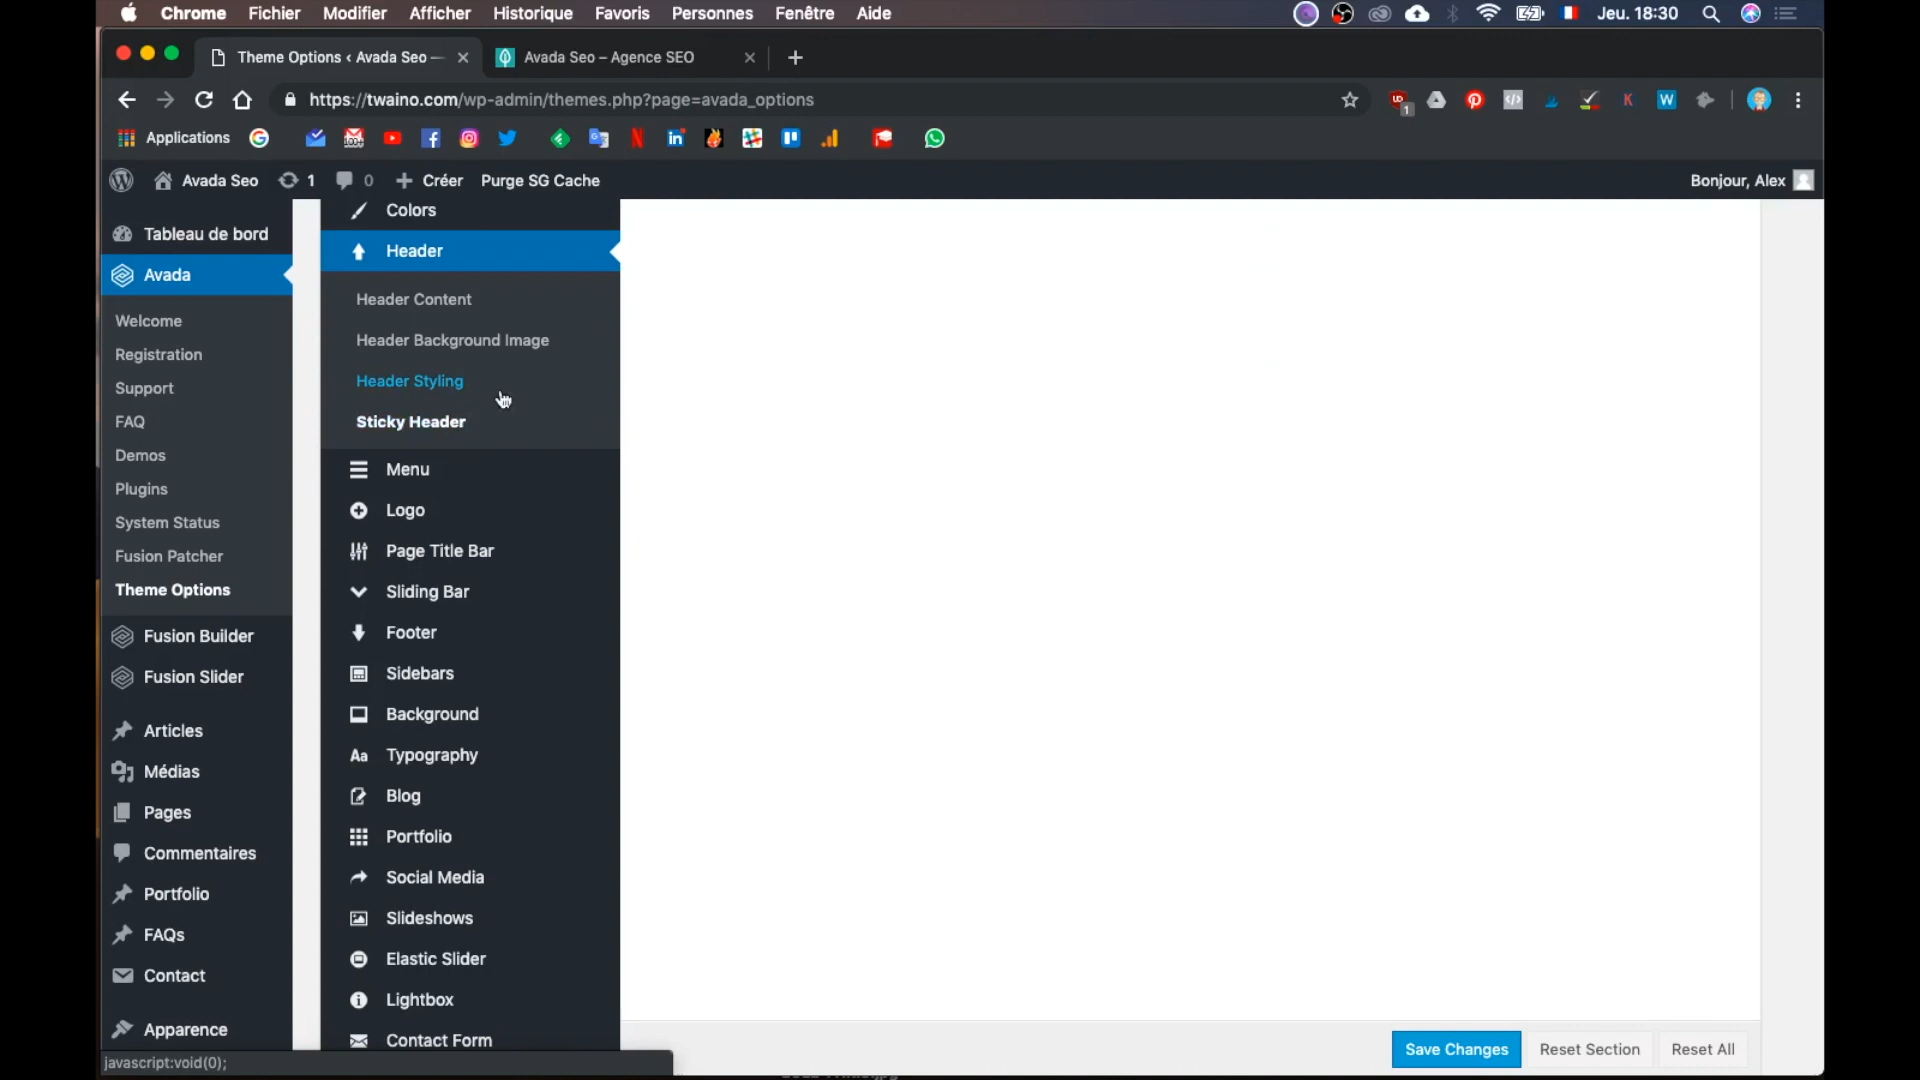 Chrome Fichier Modifier Afficher Historique Favoris Personnes Fenêtre Aide Jeu. 18:30
Theme Options ‹ Avada Seo — Avada Seo – Agence SEO
https://twaino.com/wp-admin/themes.php?page=avada_options
Applications
Avada Seo 1 0 Créer Purge SG Cache Bonjour, Alex
Tableau de bord
Avada
Welcome
Registration
Support
FAQ
Demos
Plugins
System Status
Fusion Patcher
Theme Options
Fusion Builder
Fusion Slider
Articles
Médias
Pages
Commentaires
Portfolio
FAQs
Contact
Apparence
Colors
Header
Header Content
Header Background Image
Header Styling
Sticky Header
Menu
Logo
Page Title Bar
Sliding Bar
Footer
Sidebars
Background
Aa Typography
Blog
Portfolio
Social Media
Slideshows
Elastic Slider
Lightbox
Contact Form
Save Changes Reset Section Reset All
javascript:void(0);